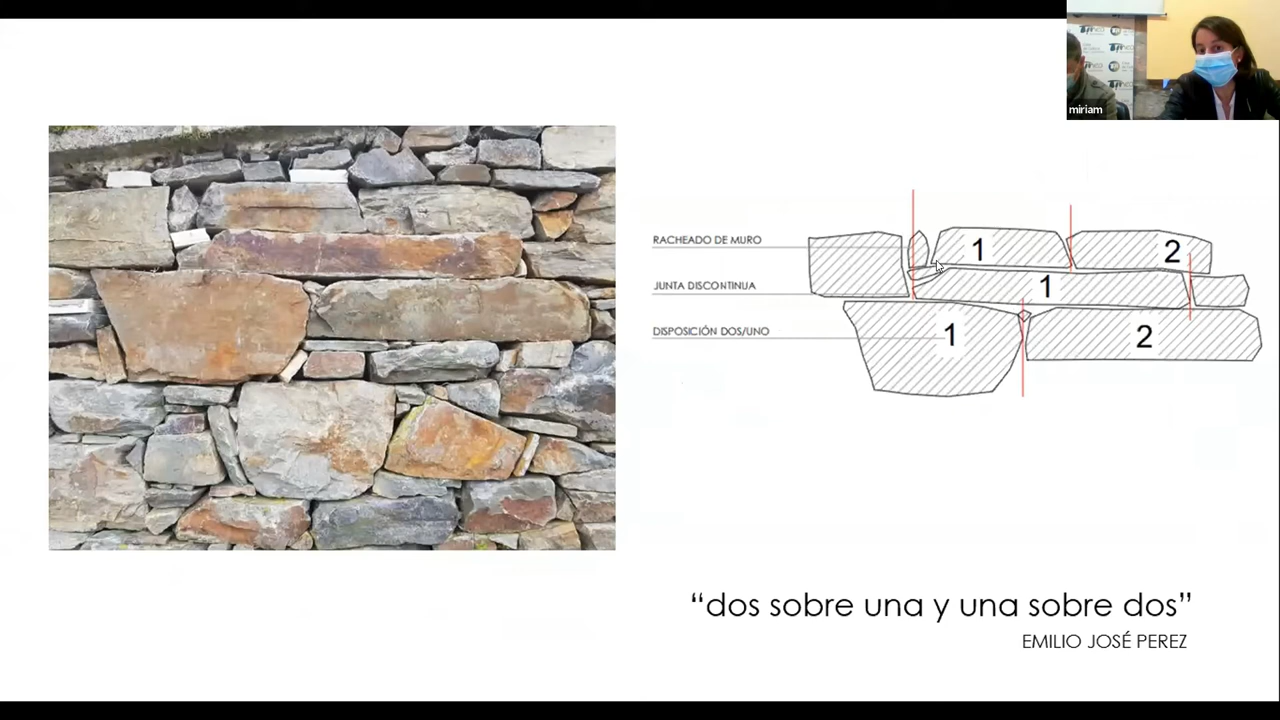 miriam
RACHEADO DE MURO
JUNTA DISCONTINUA
DISPOSICIÓN DOS/UNO
1
2
1
1
2
“dos sobre una y una sobre dos”
EMILIO JOSÉ PEREZ